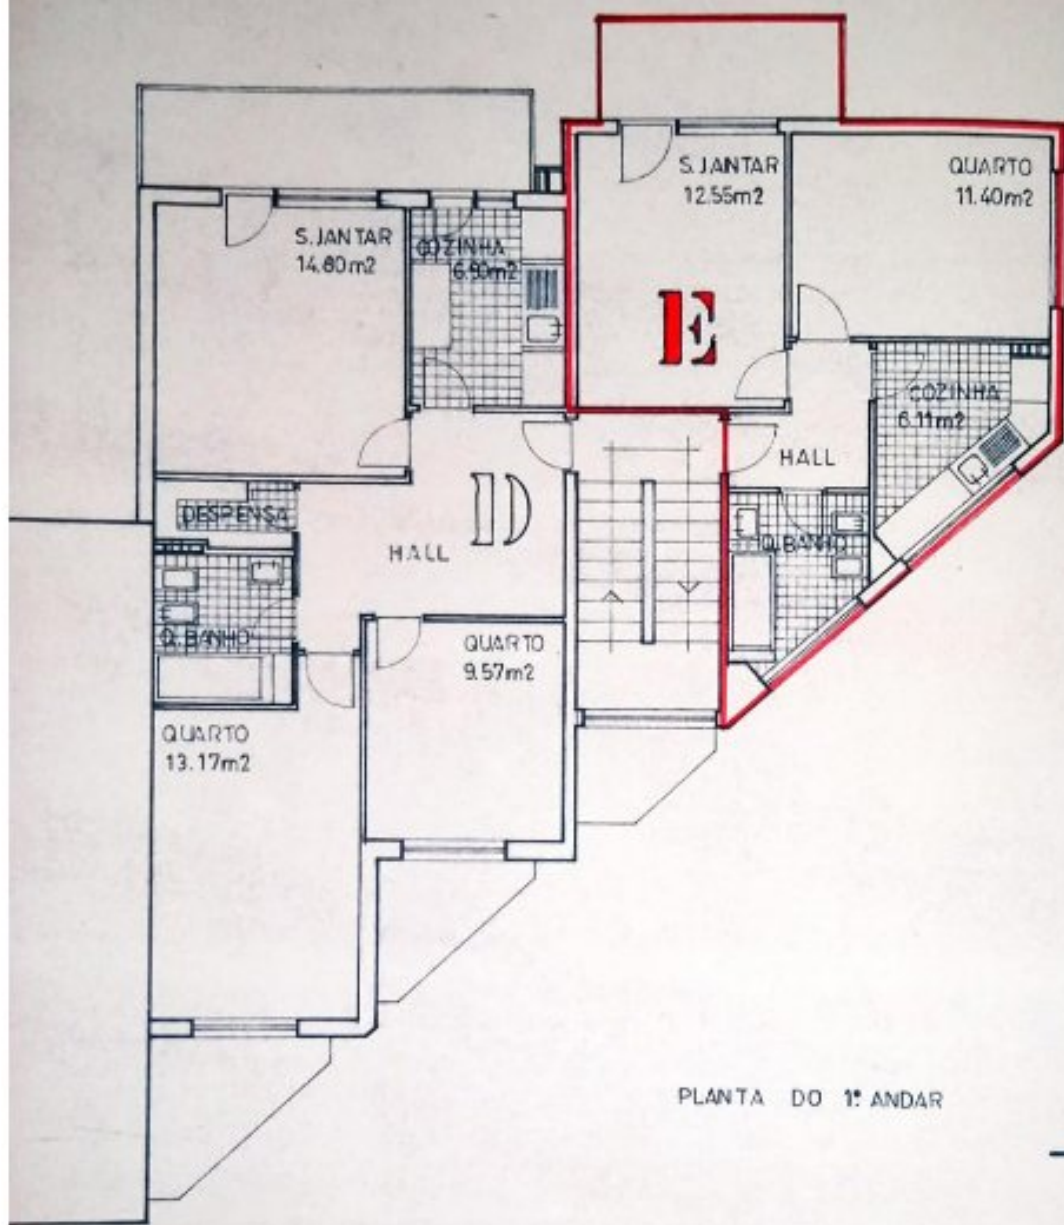 S. JANTAR
12.55m2
QUARTO
11.40m2
S. JANTAR
14.80m2
COZINHA
6.90m2
E
COZINHA
6.11m2
HALL
D
DESPENSA
HALL
Q. BANHO
Q. BANHO
QUARTO
9.57m2
QUARTO
13.17m2
PLANTA DO 1º ANDAR